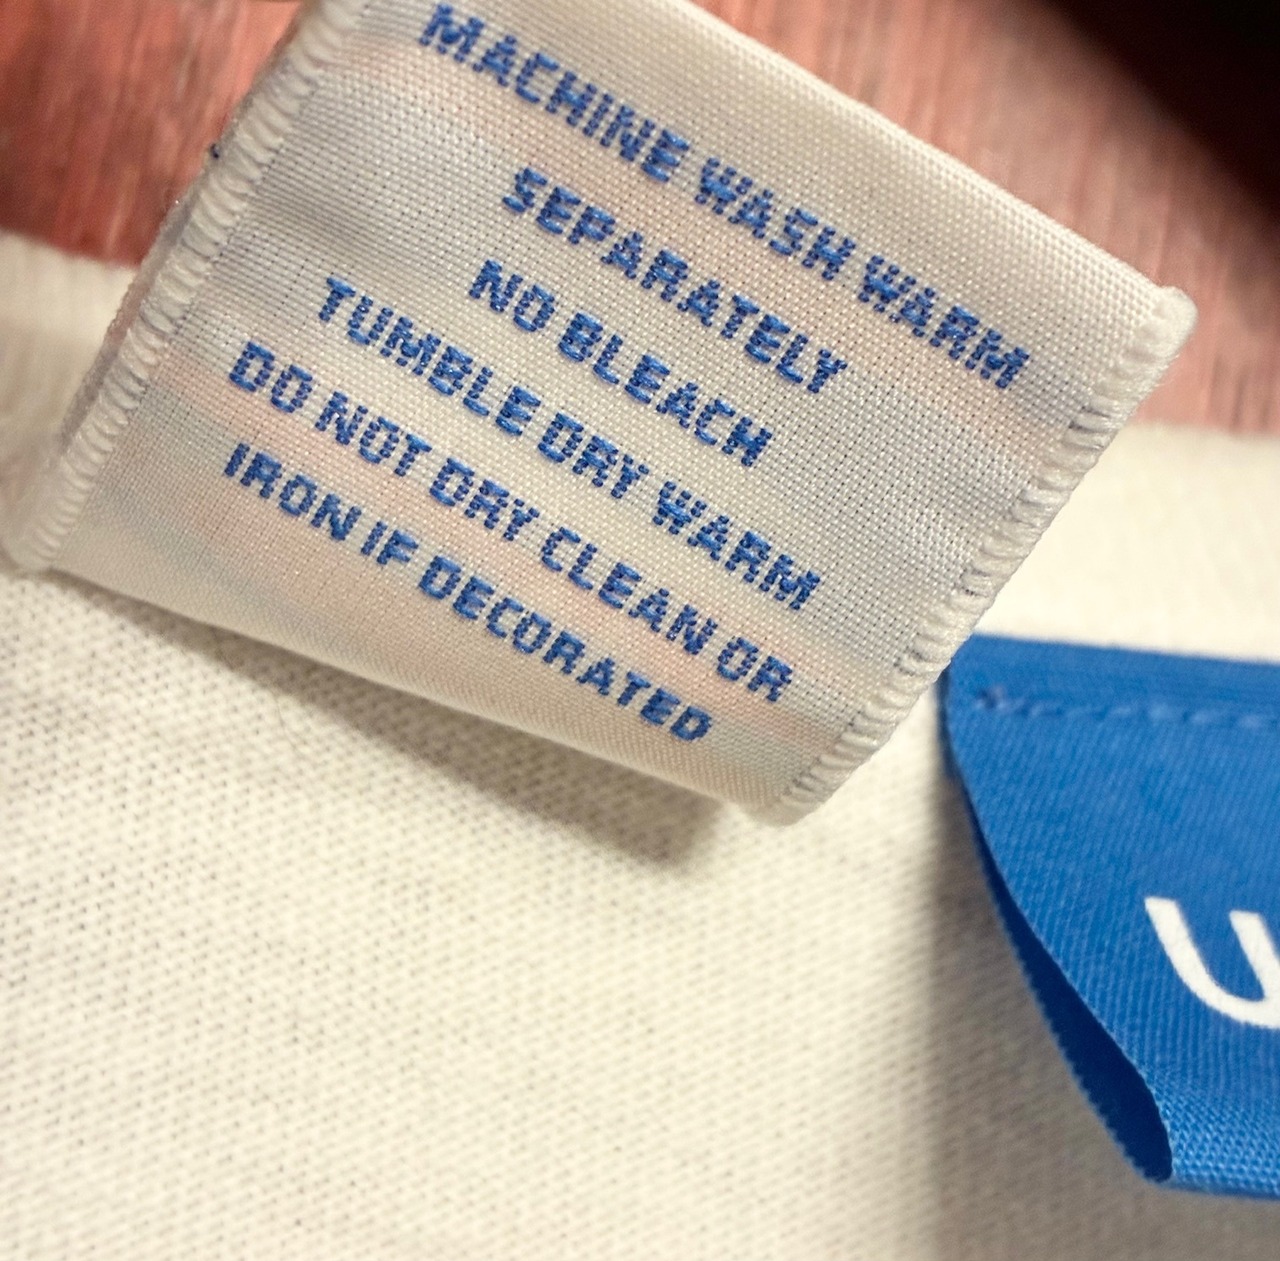 MACHINE WASH WARM
SEPARATELY
NO BLEACH
TUMBLE DRY WARM
DO NOT DRY CLEAN OR
IRON IF DECORATED